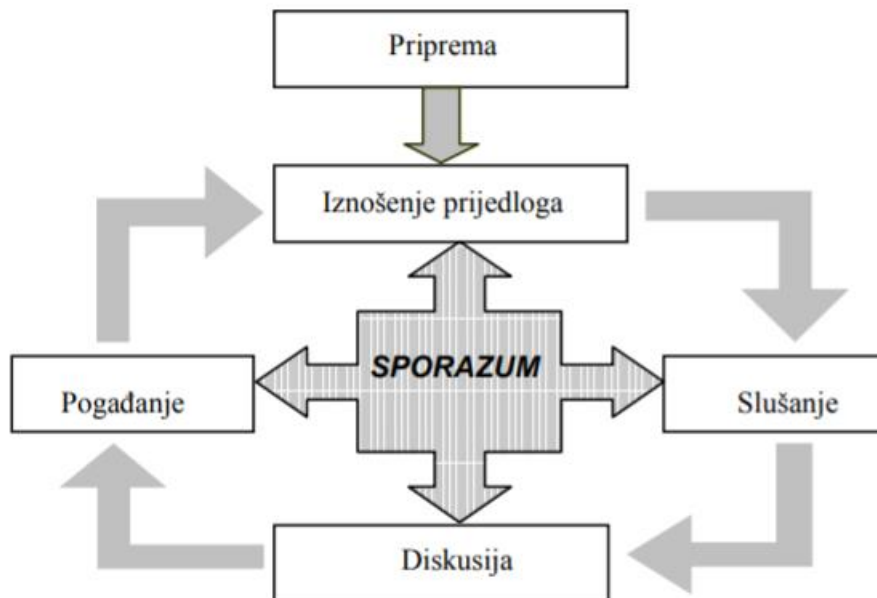 Priprema
Iznošenje prijedloga
SPORAZUM
Pogađanje
Slušanje
Diskusija